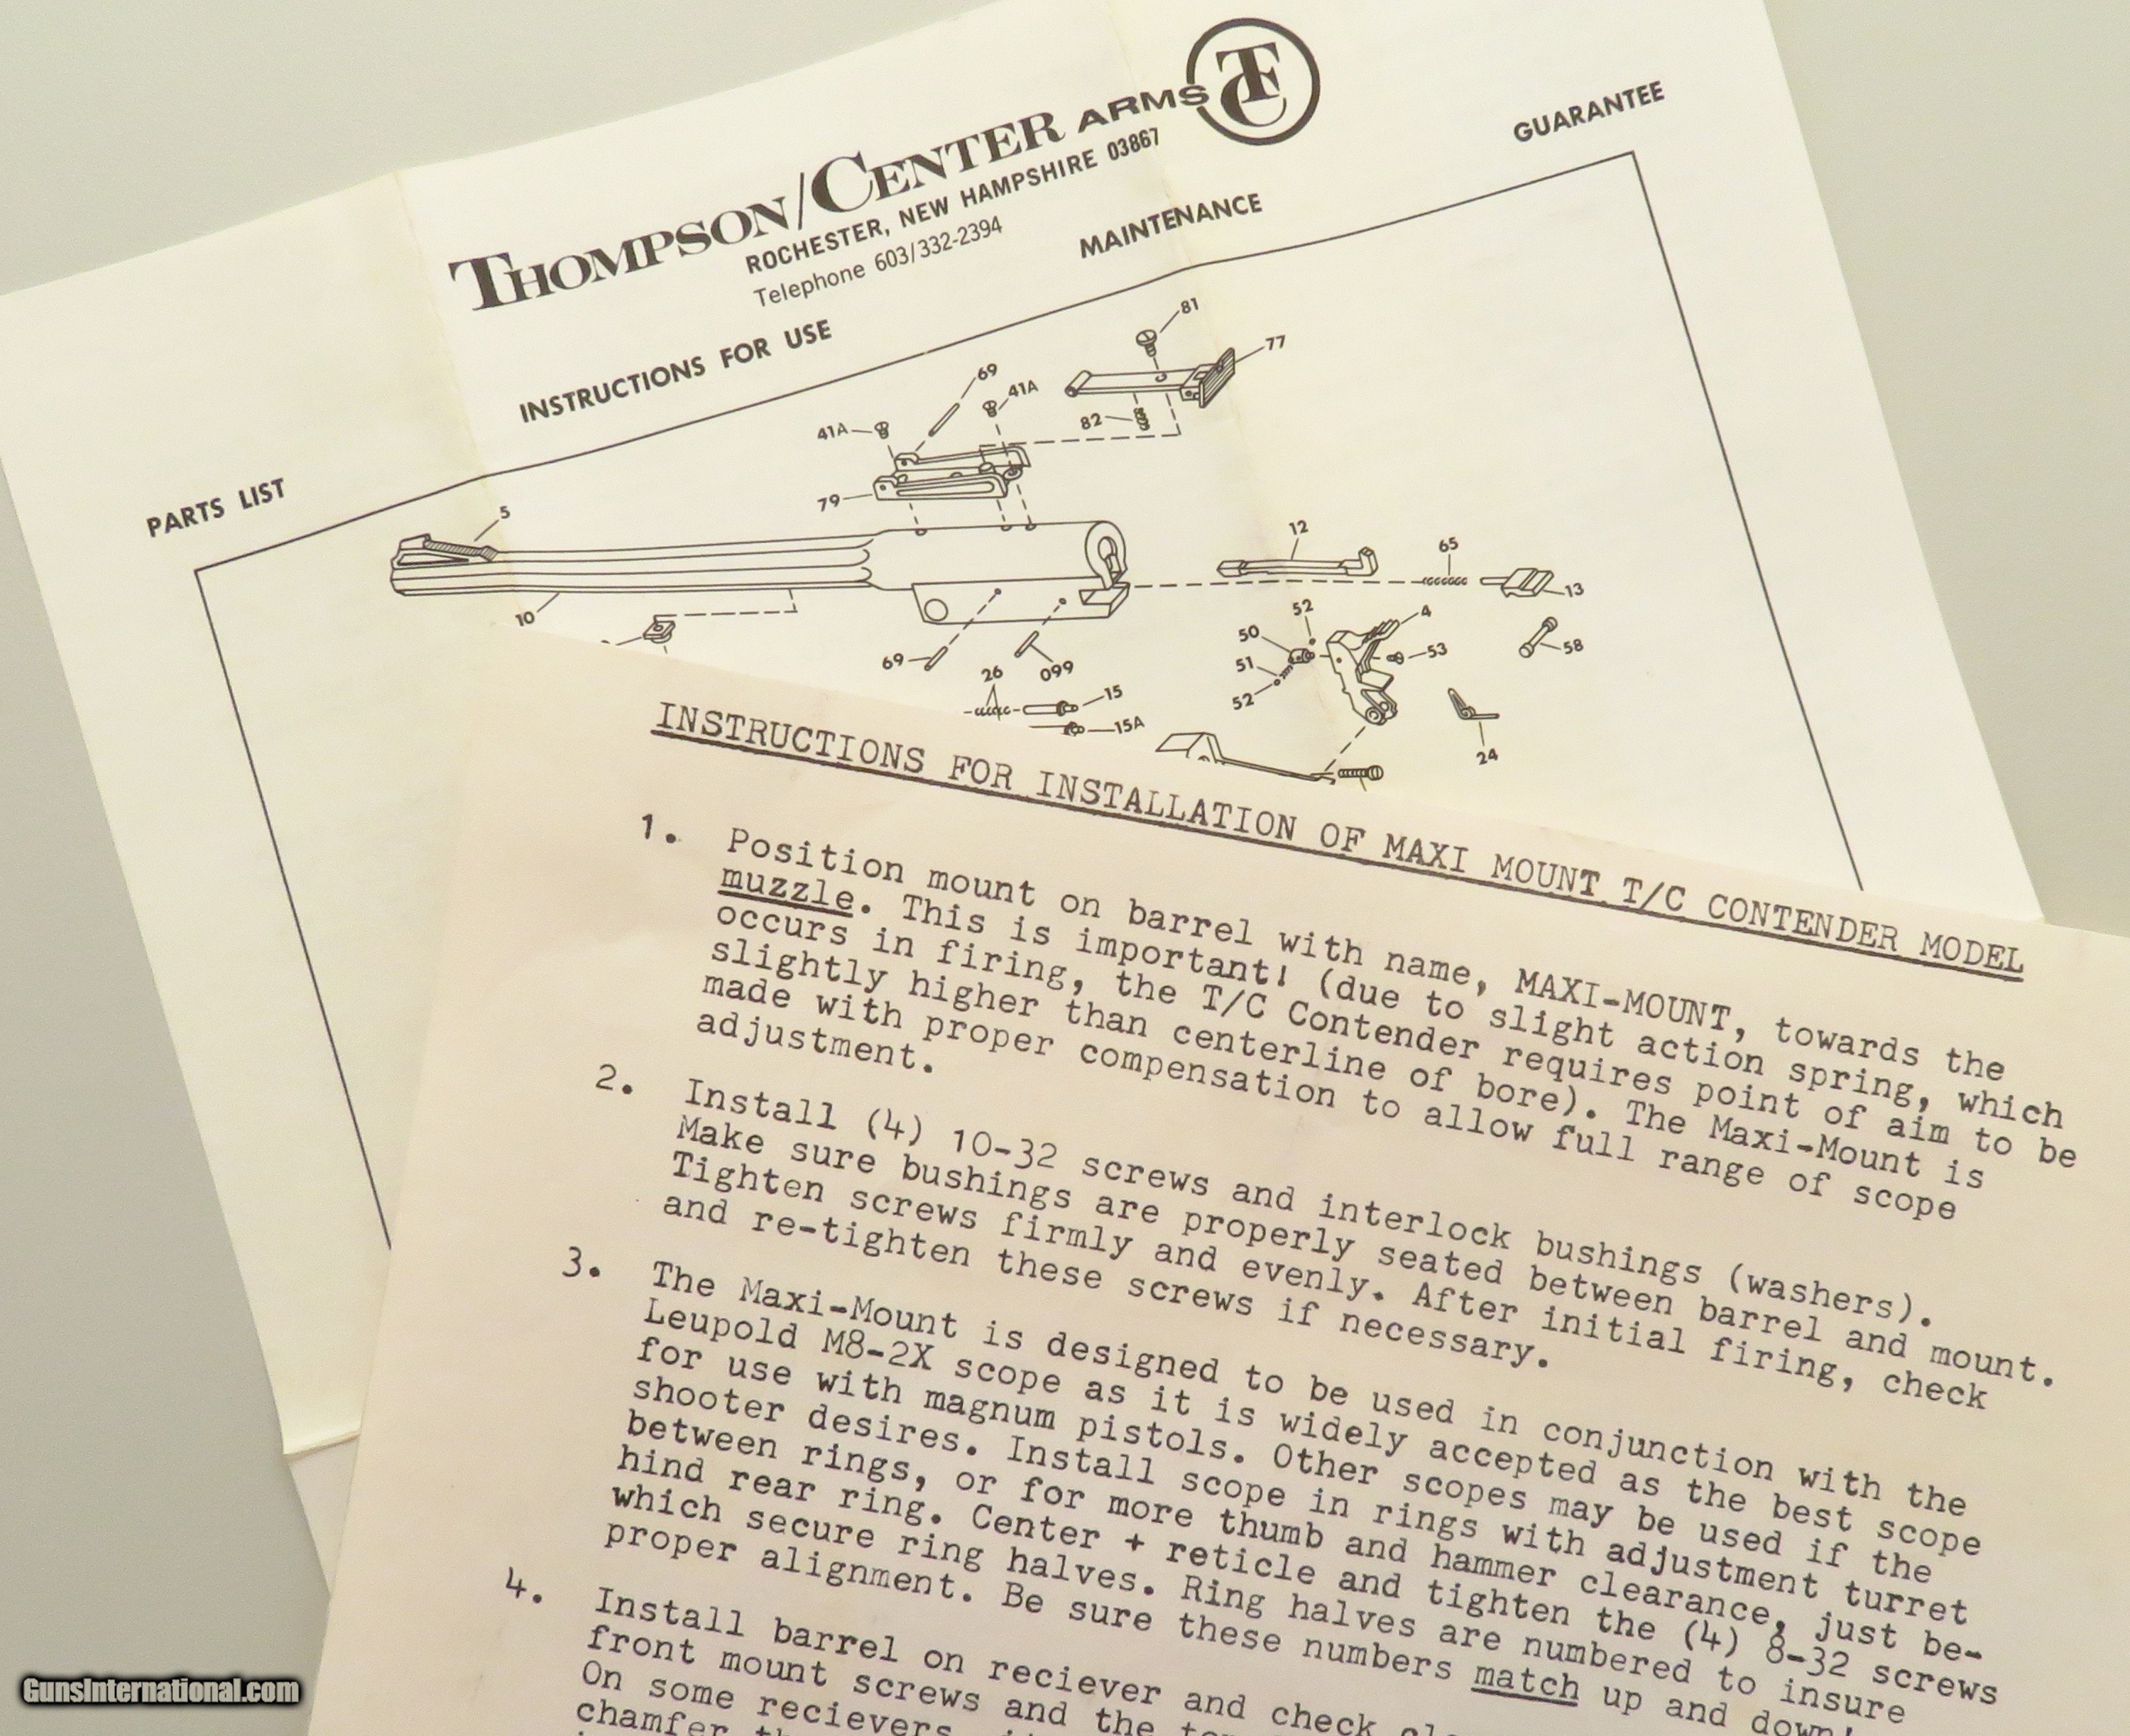 THOMPSON/CENTER ARMS TC
ROCHESTER, NEW HAMPSHIRE 03867
Telephone 603/332-2394
PARTS LIST
INSTRUCTIONS FOR USE
MAINTENANCE
GUARANTEE
81
77
69
41A
41A
82
79
5
12
65
13
10
52
4
50
53
58
51
69
099
52
26
15
15A
24
INSTRUCTIONS FOR INSTALLATION OF MAXI MOUNT T/C CONTENDER MODEL
1. Position mount on barrel with name, MAXI-MOUNT, towards the
muzzle. This is important! (due to slight action spring, which
occurs in firing, the T/C Contender requires point of aim to be
slightly higher than centerline of bore). The Maxi-Mount is
made with proper compensation to allow full range of scope
adjustment.
2. Install (4) 10-32 screws and interlock bushings (washers).
Make sure bushings are properly seated between barrel and mount.
Tighten screws firmly and evenly. After initial firing, check
and re-tighten these screws if necessary.
3. The Maxi-Mount is designed to be used in conjunction with the
Leupold M8-2X scope as it is widely accepted as the best scope
for use with magnum pistols. Other scopes may be used if the
shooter desires. Install scope in rings with adjustment turret
between rings, or for more thumb and hammer clearance, just be-
hind rear ring. Center + reticle and tighten the (4) 8-32 screws
which secure ring halves. Ring halves are numbered to insure
proper alignment. Be sure these numbers match up and down!
4. Install barrel on reciever and check
front mount screws and the
On some recievers
chamfer
GunsInternational.com